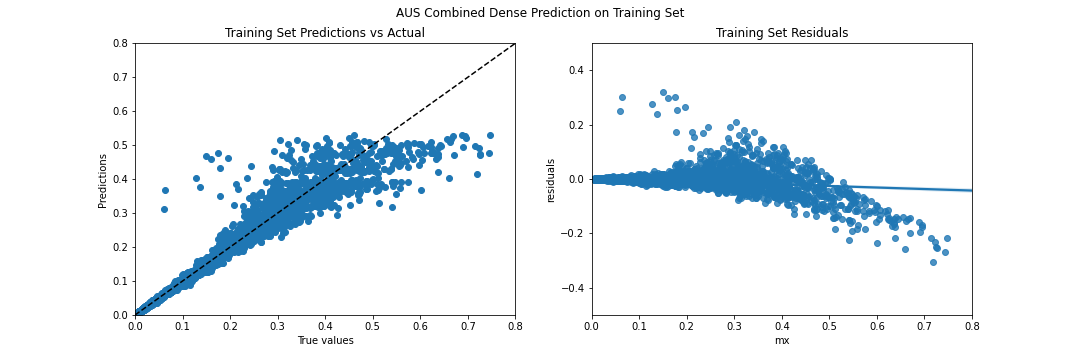 AUS Combined Dense Prediction on Training Set
Training Set Predictions vs Actual
0.8
0.7
0.6
0.5
0.4
0.3
0.2
0.1
0.0
Predictions
0.0 0.1 0.2 0.3 0.4 0.5 0.6 0.7 0.8
True values
Training Set Residuals
0.4
0.2
0.0
−0.2
−0.4
residuals
0.0 0.1 0.2 0.3 0.4 0.5 0.6 0.7 0.8
mx